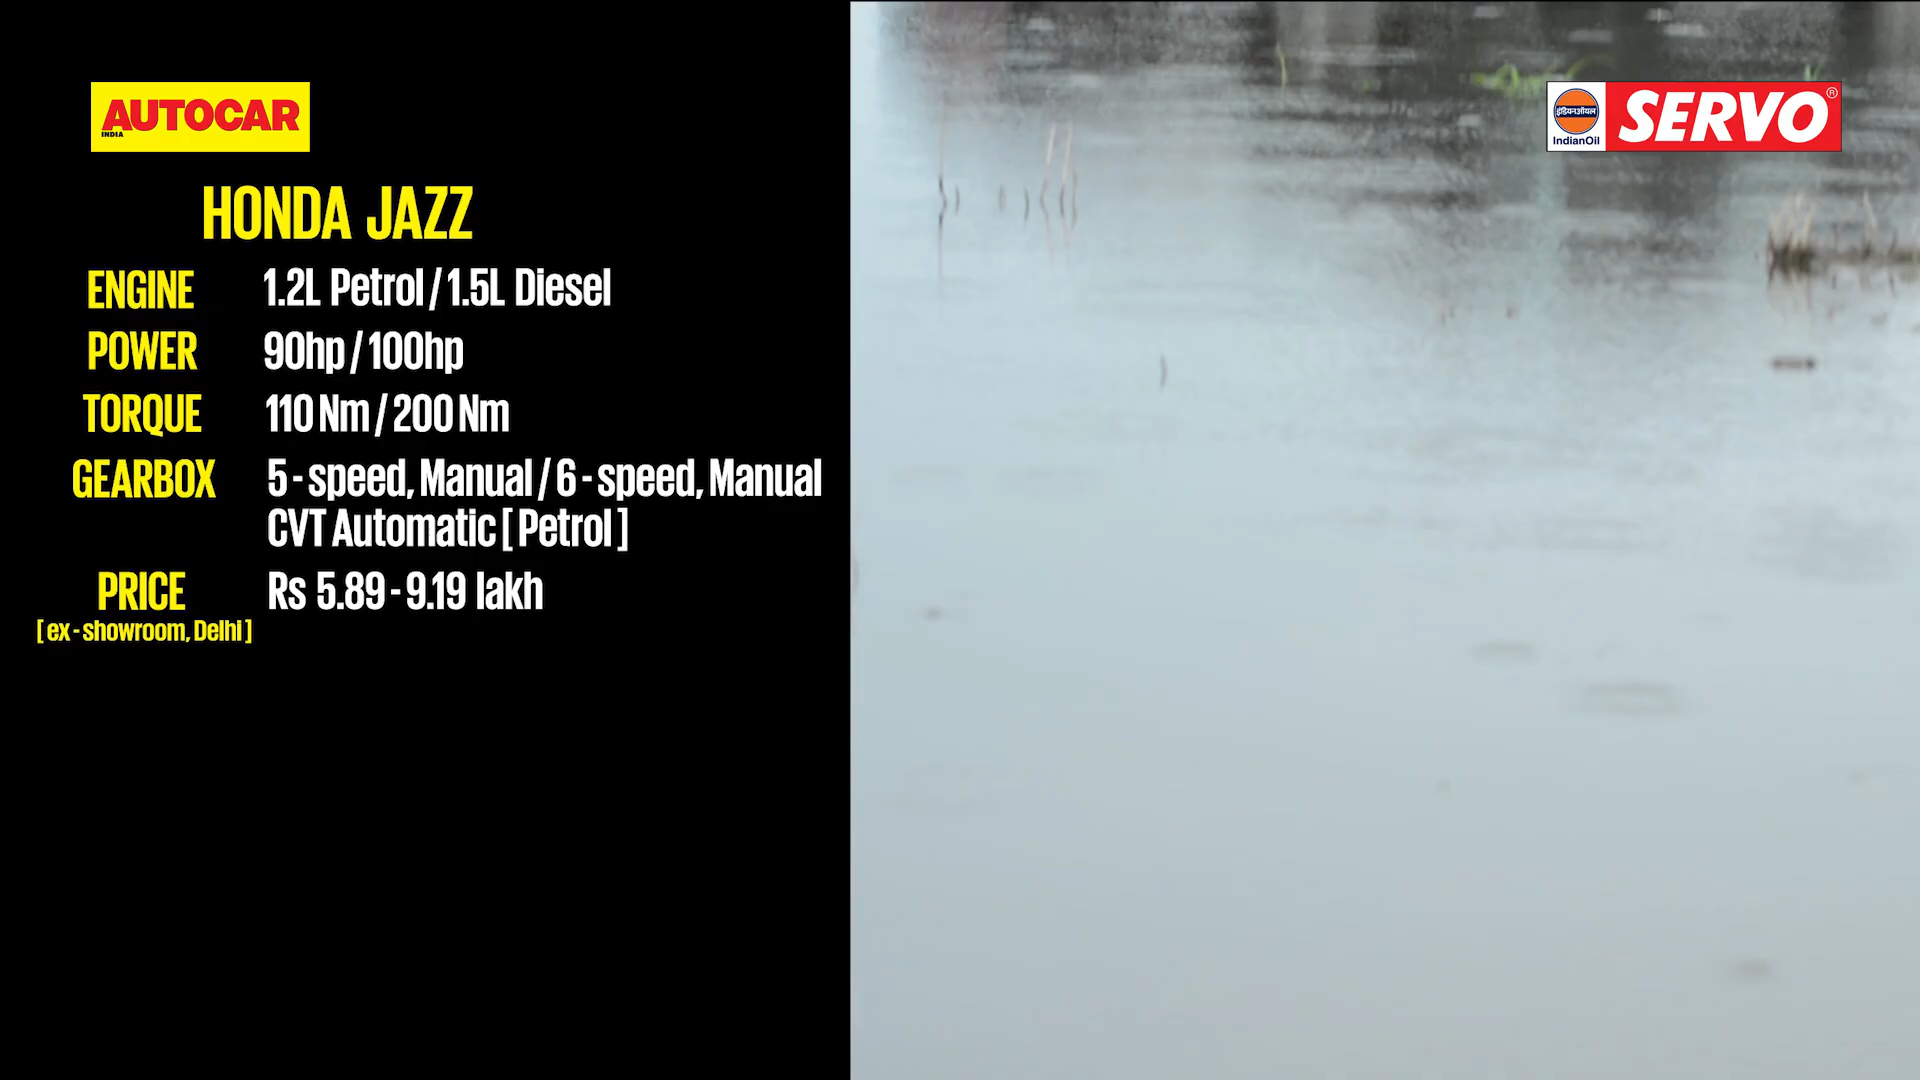 AUTOCAR
INDIA
इंडियनऑयल
IndianOil
SERVO®
HONDA JAZZ
ENGINE 1.2L Petrol / 1.5L Diesel
POWER 90hp / 100hp
TORQUE 110 Nm / 200 Nm
GEARBOX 5 - speed, Manual / 6 - speed, Manual
CVT Automatic [ Petrol ]
PRICE Rs 5.89 - 9.19 lakh
[ ex - showroom, Delhi ]